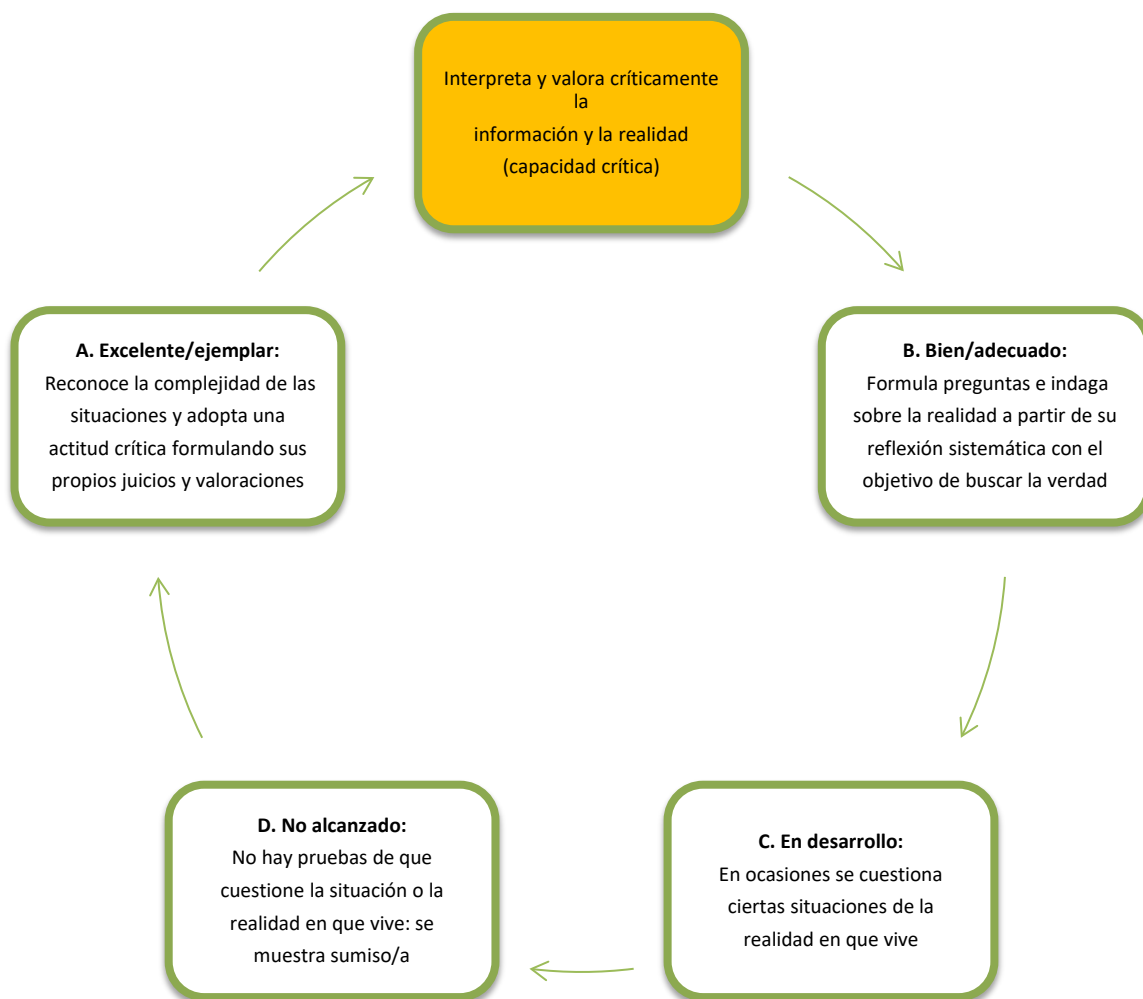 Interpreta y valora críticamente
la
información y la realidad
(capacidad crítica)
A. Excelente/ejemplar:
Reconoce la complejidad de las
situaciones y adopta una
actitud crítica formulando sus
propios juicios y valoraciones
B. Bien/adecuado:
Formula preguntas e indaga
sobre la realidad a partir de su
reflexión sistemática con el
objetivo de buscar la verdad
D. No alcanzado:
No hay pruebas de que
cuestione la situación o la
realidad en que vive: se
muestra sumiso/a
C. En desarrollo:
En ocasiones se cuestiona
ciertas situaciones de la
realidad en que vive